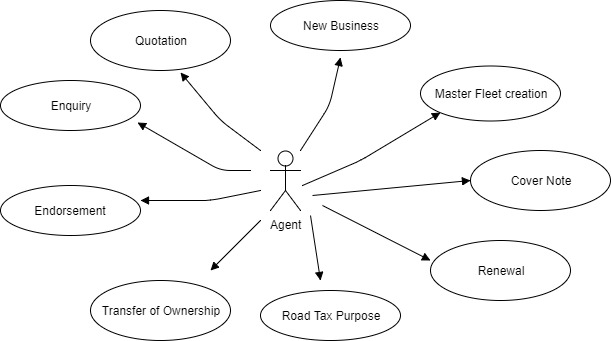 New Business
Quotation
Master Fleet creation
Enquiry
Cover Note
Endorsement
Agent
Renewal
Transfer of Ownership
Road Tax Purpose